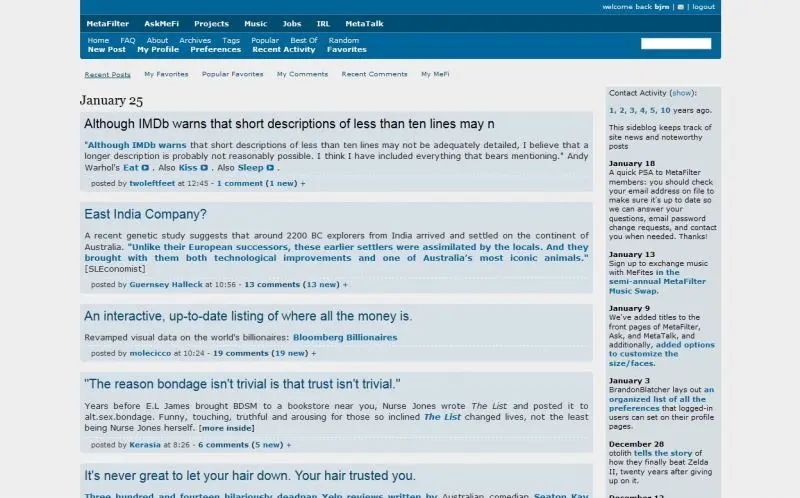 welcome back bjrn | | logout
MetaFilter AskMeFi Projects Music Jobs IRL MetaTalk
Home FAQ About Archives Tags Popular Best Of Random
New Post My Profile Preferences Recent Activity Favorites
Recent Posts My Favorites Popular Favorites My Comments Recent Comments My MeFi
January 25
Although IMDb warns that short descriptions of less than ten lines may n
"Although IMDb warns that short descriptions of less than ten lines may not be adequately detailed, I believe that a
longer description is probably not reasonably possible. I think I have included everything that bears mentioning." Andy
Warhol's Eat . Also Kiss . Also Sleep .
posted by twoleftfeet at 12:45 - 1 comment (1 new) +
East India Company?
A recent genetic study suggests that around 2200 BC explorers from India arrived and settled on the continent of
Australia. "Unlike their European successors, these earlier settlers were assimilated by the locals. And they
brought with them both technological improvements and one of Australia's most iconic animals."
[SLEconomist]
posted by Guernsey Halleck at 10:56 - 13 comments (13 new) +
An interactive, up-to-date listing of where all the money is.
Revamped visual data on the world's billionaires: Bloomberg Billionaires
posted by molecicco at 10:24 - 19 comments (19 new) +
"The reason bondage isn't trivial is that trust isn't trivial."
Years before E.L James brought BDSM to a bookstore near you, Nurse Jones wrote The List and posted it to
alt.sex.bondage. Funny, touching, truthful and arousing for those so inclined The List changed lives, not the least
being Nurse Jones herself. [more inside]
posted by Kerasia at 8:26 - 6 comments (5 new) +
It's never great to let your hair down. Your hair trusted you.
Three hundred and fourteen hilariously deadpan Yelp reviews written by Australian comedian Seaton Kay
Contact Activity (show):
1, 2, 3, 4, 5, 10 years ago.
This sideblog keeps track of
site news and noteworthy
posts
January 18
A quick PSA to MetaFilter
members: you should check
your email address on file to
make sure it's up to date so
we can answer your
questions, email password
change requests, and contact
you when needed. Thanks!
January 13
Sign up to exchange music
with MeFites in the
semi-annual MetaFilter
Music Swap.
January 9
We've added titles to the
front pages of MetaFilter,
Ask, and MetaTalk, and
additionally, added options
to customize the
size/faces.
January 3
BrandonBlatcher lays out an
organized list of all the
preferences that logged-in
users can set on their profile
pages.
December 28
otolith tells the story of
how they finally beat Zelda
II, twenty years after giving
up on it.